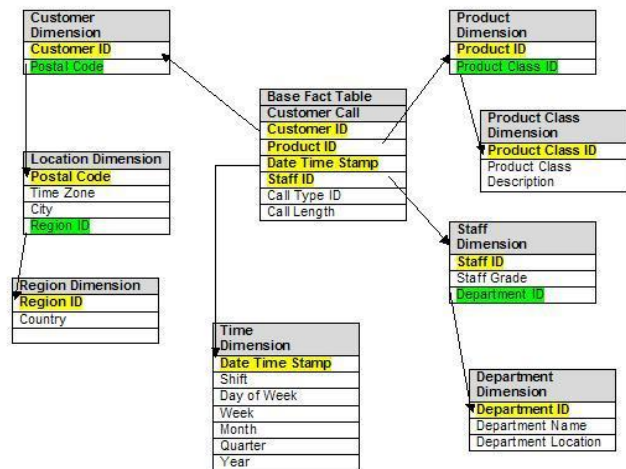 Customer
Dimension
Customer ID
Postal Code
Product
Dimension
Product ID
Product Class ID
Base Fact Table
Customer Call
Customer ID
Product ID
Date Time Stamp
Staff ID
Call Type ID
Call Length
Product Class
Dimension
Product Class ID
Product Class
Description
Location Dimension
Postal Code
Time Zone
City
Region ID
Staff
Dimension
Staff ID
Staff Grade
Department ID
Region Dimension
Region ID
Country
Time
Dimension
Date Time Stamp
Shift
Day of Week
Week
Month
Quarter
Year
Department
Dimension
Department ID
Department Name
Department Location